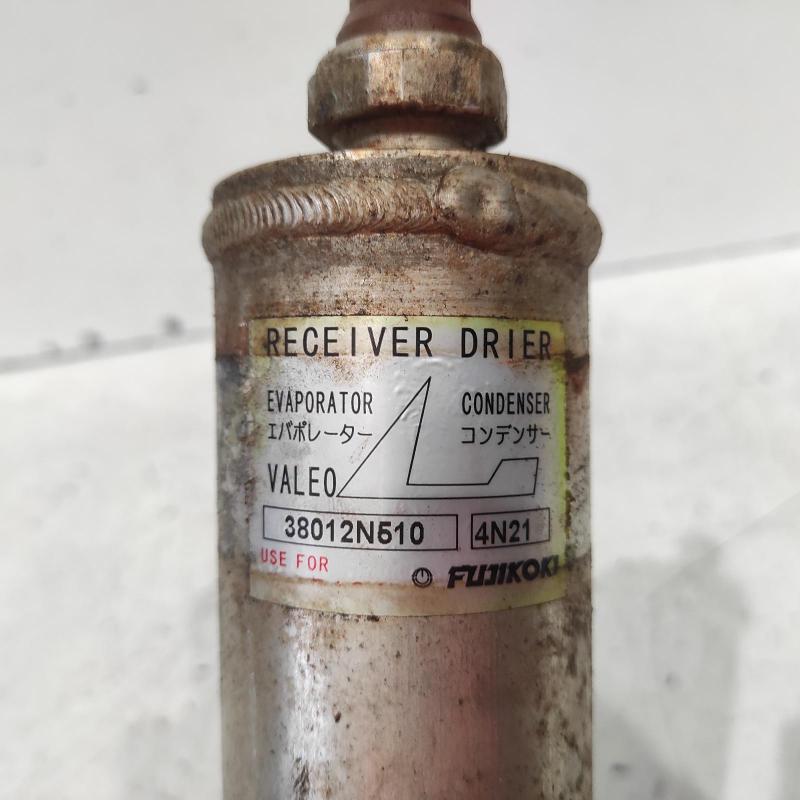 RECEIVER DRIER
EVAPORATOR CONDENSER
エバポレーター コンデンサー
VALEO
38012N510 4N21
USE FOR
FUJIKOKI